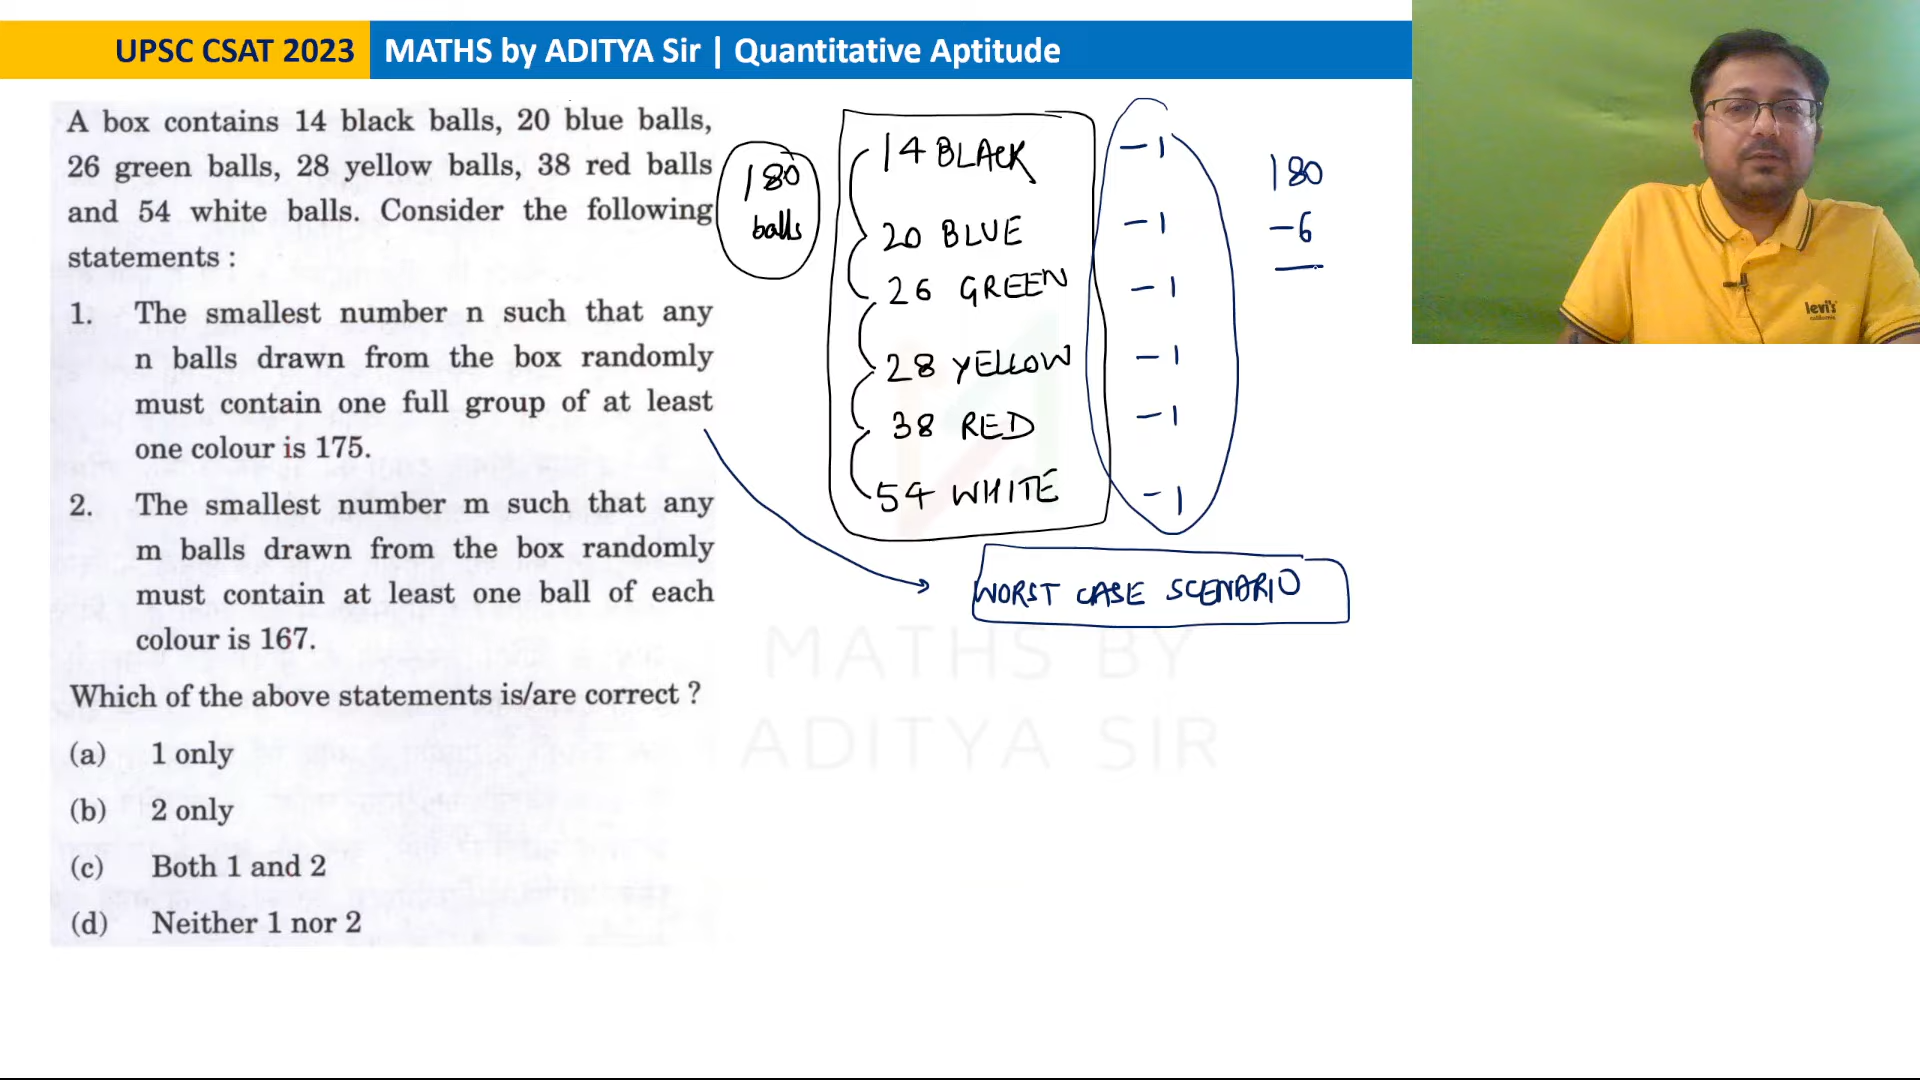 UPSC CSAT 2023
MATHS by ADITYA Sir | Quantitative Aptitude
A box contains 14 black balls, 20 blue balls,
26 green balls, 28 yellow balls, 38 red balls
and 54 white balls. Consider the following
statements :
1. The smallest number n such that any
n balls drawn from the box randomly
must contain one full group of at least
one colour is 175.
2. The smallest number m such that any
m balls drawn from the box randomly
must contain at least one ball of each
colour is 167.
Which of the above statements is/are correct ?
(a) 1 only
(b) 2 only
(c) Both 1 and 2
(d) Neither 1 nor 2
180
balls
14 BLACK -1
20 BLUE -1
26 GREEN -1
28 YELLOW -1
38 RED -1
54 WHITE -1
180
-6
WORST CASE SCENARIO
MATHS BY
ADITYA SIR
levi's